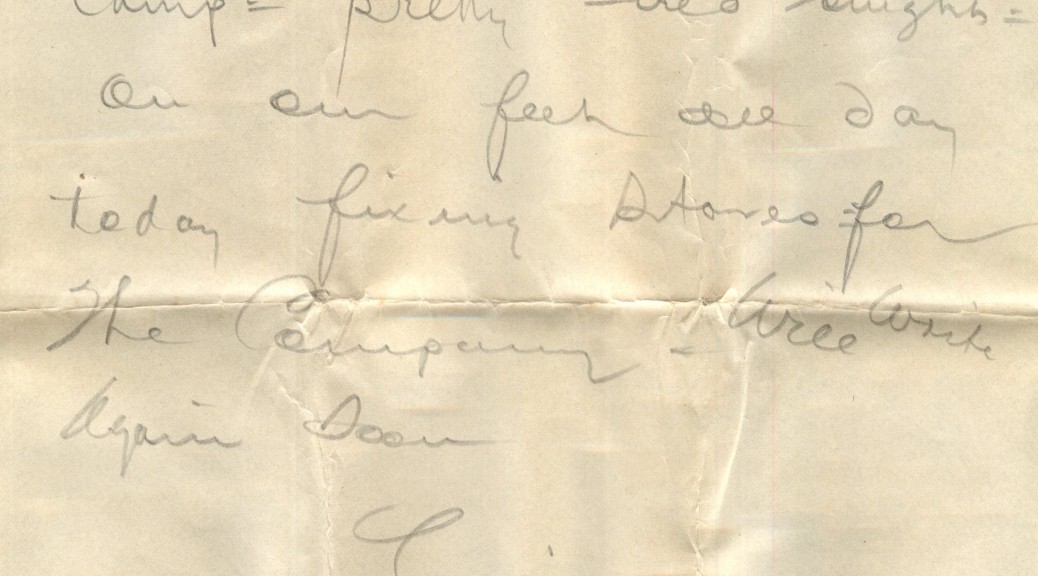 Camp = pretty tired tonight =
On our feet all day
today fixing Stoves for
The Company - Will Write
Again Soon